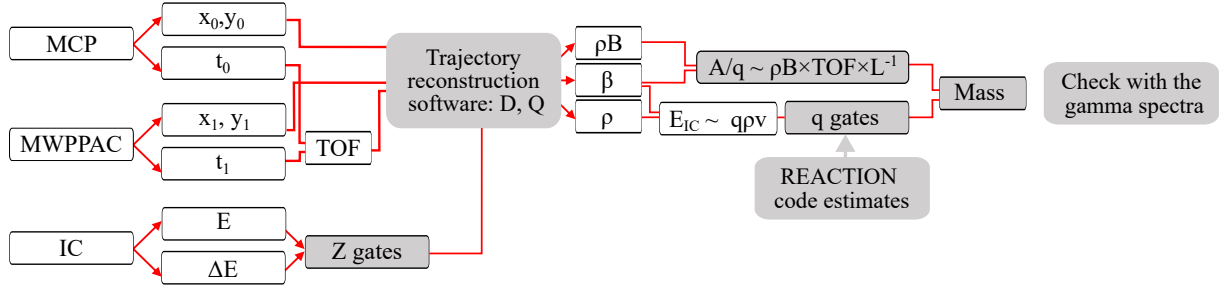 MCP
x₀,y₀
t₀
MWPPAC
x₁, y₁
t₁
TOF
IC
E
ΔE
Z gates
Trajectory
reconstruction
software: D, Q
ρB
β
ρ
A/q ~ ρB×TOF×L⁻¹
E_IC ~ qρv
q gates
REACTION
code estimates
Mass
Check with the
gamma spectra